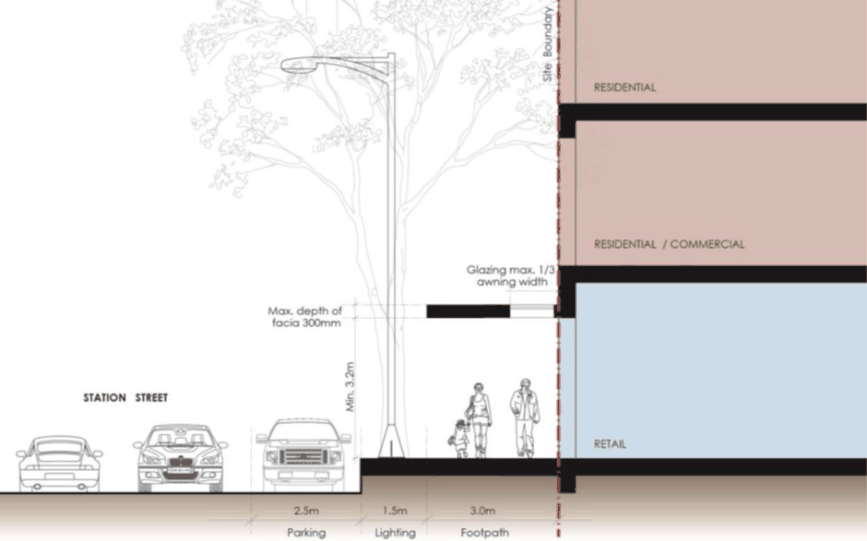 Site Boundary
RESIDENTIAL
RESIDENTIAL / COMMERCIAL
Glazing max. 1/3
awning width
Max. depth of
facia 300mm
Min. 3.2m
STATION STREET
RETAIL
2.5m 1.5m 3.0m
Parking Lighting Footpath